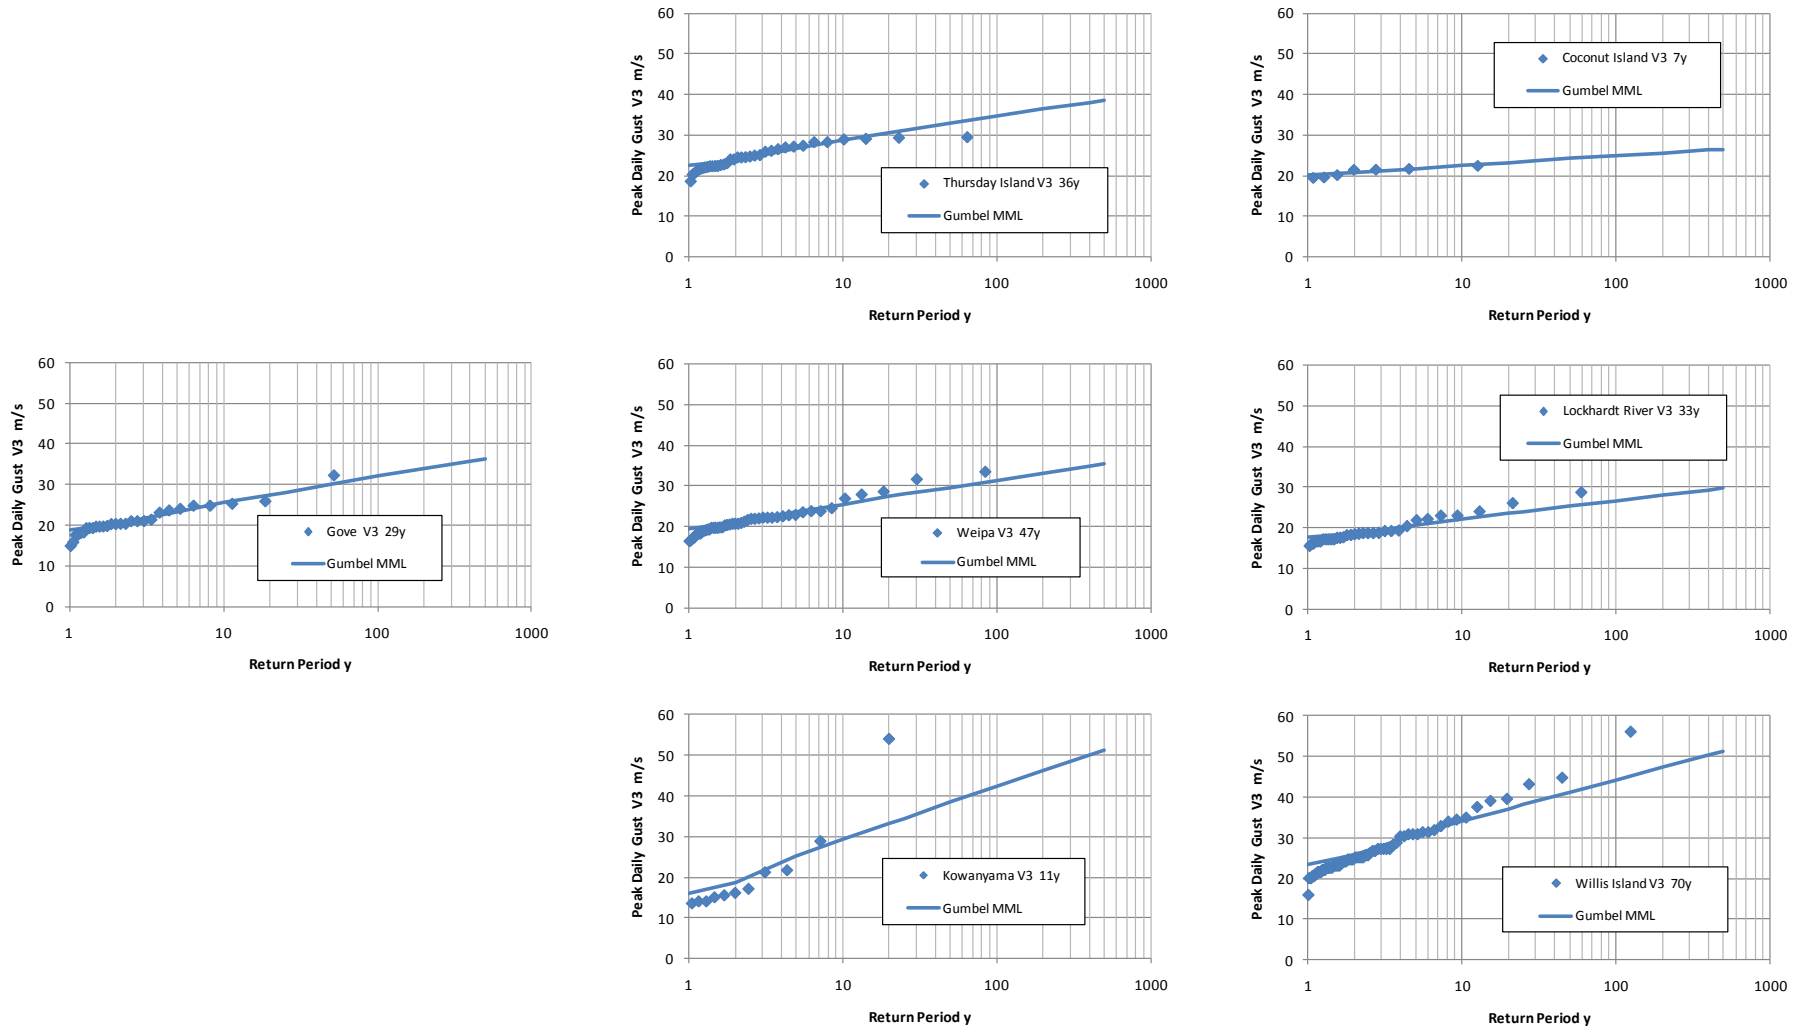 60
50
40
30
20
10
0
1
10
100
1000
Peak Daily Gust V3 m/s
Return Period y
Thursday Island V3 36y
Gumbel MML
60
50
40
30
20
10
0
1
10
100
1000
Peak Daily Gust V3 m/s
Return Period y
Coconut Island V3 7y
Gumbel MML
60
50
40
30
20
10
0
1
10
100
1000
Peak Daily Gust V3 m/s
Return Period y
Gove V3 29y
Gumbel MML
60
50
40
30
20
10
0
1
10
100
1000
Peak Daily Gust V3 m/s
Return Period y
Weipa V3 47y
Gumbel MML
60
50
40
30
20
10
0
1
10
100
1000
Peak Daily Gust V3 m/s
Return Period y
Lockhardt River V3 33y
Gumbel MML
60
50
40
30
20
10
0
1
10
100
1000
Peak Daily Gust V3 m/s
Return Period y
Kowanyama V3 11y
Gumbel MML
60
50
40
30
20
10
0
1
10
100
1000
Peak Daily Gust V3 m/s
Return Period y
Willis Island V3 70y
Gumbel MML